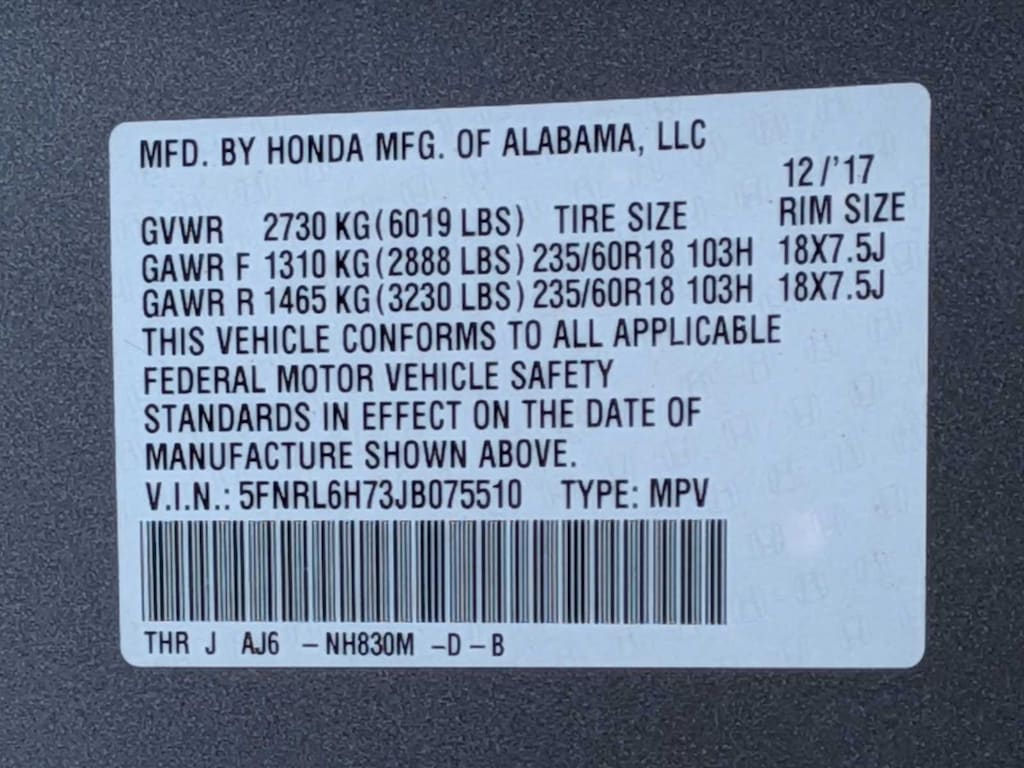 MFD. BY HONDA MFG. OF ALABAMA, LLC
12/'17
GVWR 2730 KG(6019 LBS) TIRE SIZE RIM SIZE
GAWR F 1310 KG(2888 LBS) 235/60R18 103H 18X7.5J
GAWR R 1465 KG(3230 LBS) 235/60R18 103H 18X7.5J
THIS VEHICLE CONFORMS TO ALL APPLICABLE
FEDERAL MOTOR VEHICLE SAFETY
STANDARDS IN EFFECT ON THE DATE OF
MANUFACTURE SHOWN ABOVE.
V.I.N.: 5FNRL6H73JB075510 TYPE: MPV
THR J AJ6 – NH830M –D – B